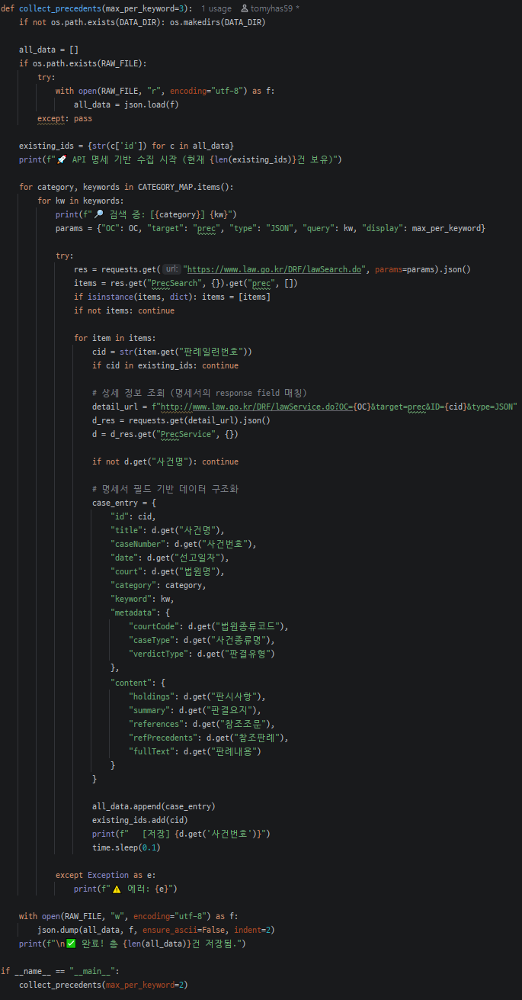 def collect_precedents(max_per_keyword=3): 1 usage tomyhas59 *
    if not os.path.exists(DATA_DIR): os.makedirs(DATA_DIR)

    all_data = []
    if os.path.exists(RAW_FILE):
        try:
            with open(RAW_FILE, "r", encoding="utf-8") as f:
                all_data = json.load(f)
        except: pass

    existing_ids = {str(c['id']) for c in all_data}
    print(f"🚀 API 명세 기반 수집 시작 (현재 {len(existing_ids)}건 보유)")

    for category, keywords in CATEGORY_MAP.items():
        for kw in keywords:
            print(f"🔎 검색 중: [{category}] {kw}")
            params = {"OC": OC, "target": "prec", "type": "JSON", "query": kw, "display": max_per_keyword}

            try:
                res = requests.get( url: "https://www.law.go.kr/DRF/lawSearch.do", params=params).json()
                items = res.get("PrecSearch", {}).get("prec", [])
                if isinstance(items, dict): items = [items]
                if not items: continue

                for item in items:
                    cid = str(item.get("판례일련번호"))
                    if cid in existing_ids: continue

                    # 상세 정보 조회 (명세서의 response field 매칭)
                    detail_url = f"http://www.law.go.kr/DRF/lawService.do?OC={OC}&target=prec&ID={cid}&type=JSON"
                    d_res = requests.get(detail_url).json()
                    d = d_res.get("PrecService", {})

                    if not d.get("사건명"): continue

                    # 명세서 필드 기반 데이터 구조화
                    case_entry = {
                        "id": cid,
                        "title": d.get("사건명"),
                        "caseNumber": d.get("사건번호"),
                        "date": d.get("선고일자"),
                        "court": d.get("법원명"),
                        "category": category,
                        "keyword": kw,
                        "metadata": {
                            "courtCode": d.get("법원종류코드"),
                            "caseType": d.get("사건종류명"),
                            "verdictType": d.get("판결유형")
                        },
                        "content": {
                            "holdings": d.get("판시사항"),
                            "summary": d.get("판결요지"),
                            "references": d.get("참조조문"),
                            "refPrecedents": d.get("참조판례"),
                            "fullText": d.get("판례내용")
                        }
                    }

                    all_data.append(case_entry)
                    existing_ids.add(cid)
                    print(f"   [저장] {d.get('사건번호')}")
                    time.sleep(0.1)

            except Exception as e:
                print(f"⚠️ 에러: {e}")

    with open(RAW_FILE, "w", encoding="utf-8") as f:
        json.dump(all_data, f, ensure_ascii=False, indent=2)
    print(f"\n✅ 완료! 총 {len(all_data)}건 저장됨.")

if __name__ == "__main__":
    collect_precedents(max_per_keyword=2)